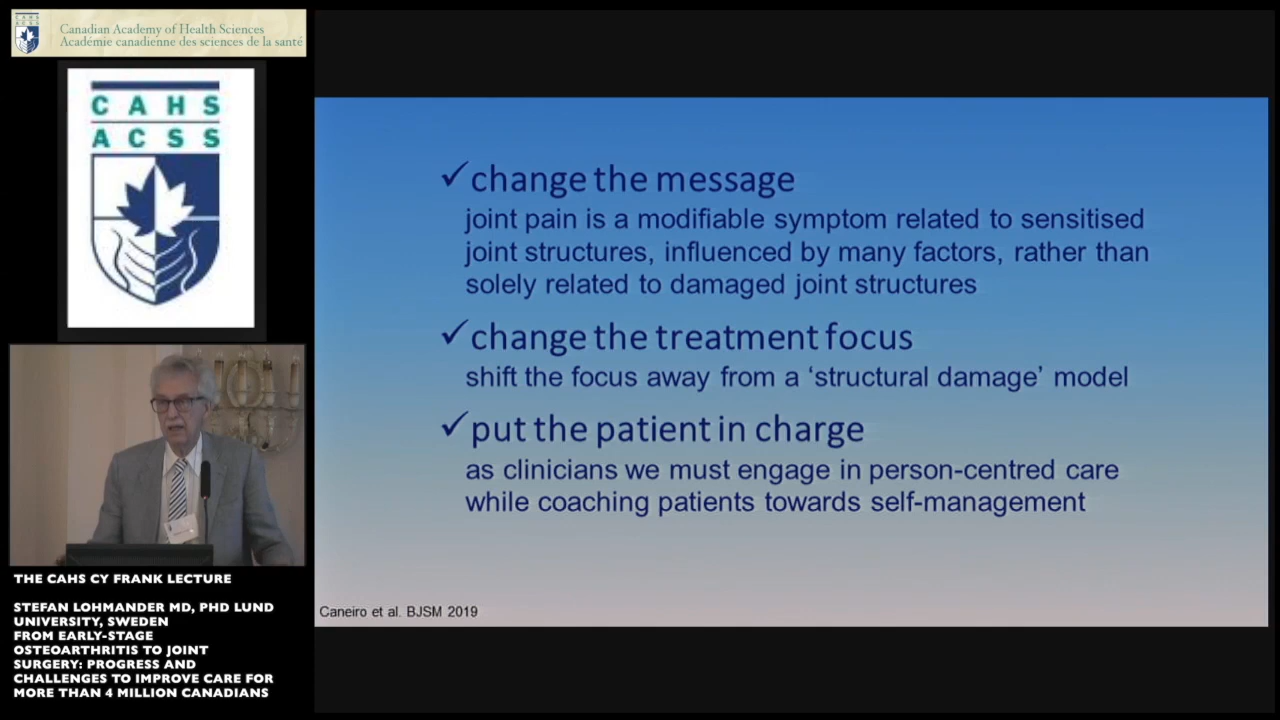 Canadian Academy of Health Sciences
Académie canadienne des sciences de la santé
CAHS
ACSS
THE CAHS CY FRANK LECTURE
STEFAN LOHMANDER MD, PHD LUND
UNIVERSITY, SWEDEN
FROM EARLY-STAGE
OSTEOARTHRITIS TO JOINT
SURGERY: PROGRESS AND
CHALLENGES TO IMPROVE CARE FOR
MORE THAN 4 MILLION CANADIANS
✓change the message
joint pain is a modifiable symptom related to sensitised
joint structures, influenced by many factors, rather than
solely related to damaged joint structures
✓change the treatment focus
shift the focus away from a ‘structural damage’ model
✓put the patient in charge
as clinicians we must engage in person-centred care
while coaching patients towards self-management
Caneiro et al. BJSM 2019